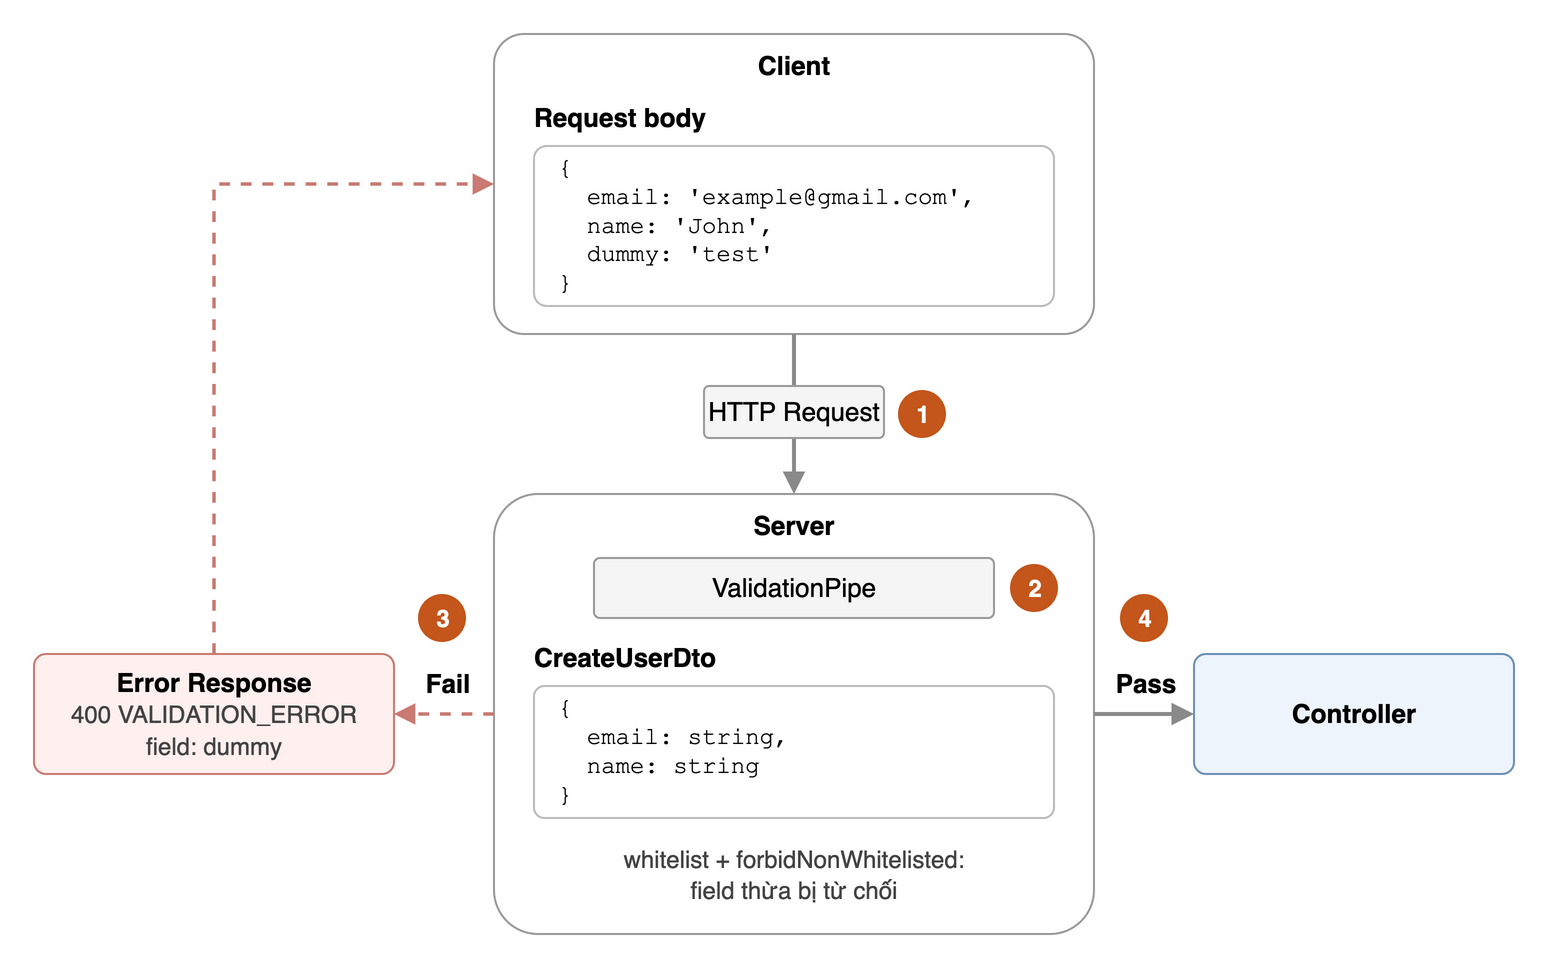 Client
Request body
{
  email: 'example@gmail.com',
  name: 'John',
  dummy: 'test'
}
HTTP Request
1
Server
ValidationPipe
2
3
Fail
4
Pass
CreateUserDto
{
  email: string,
  name: string
}
whitelist + forbidNonWhitelisted:
field thừa bị từ chối
Error Response
400 VALIDATION_ERROR
field: dummy
Controller